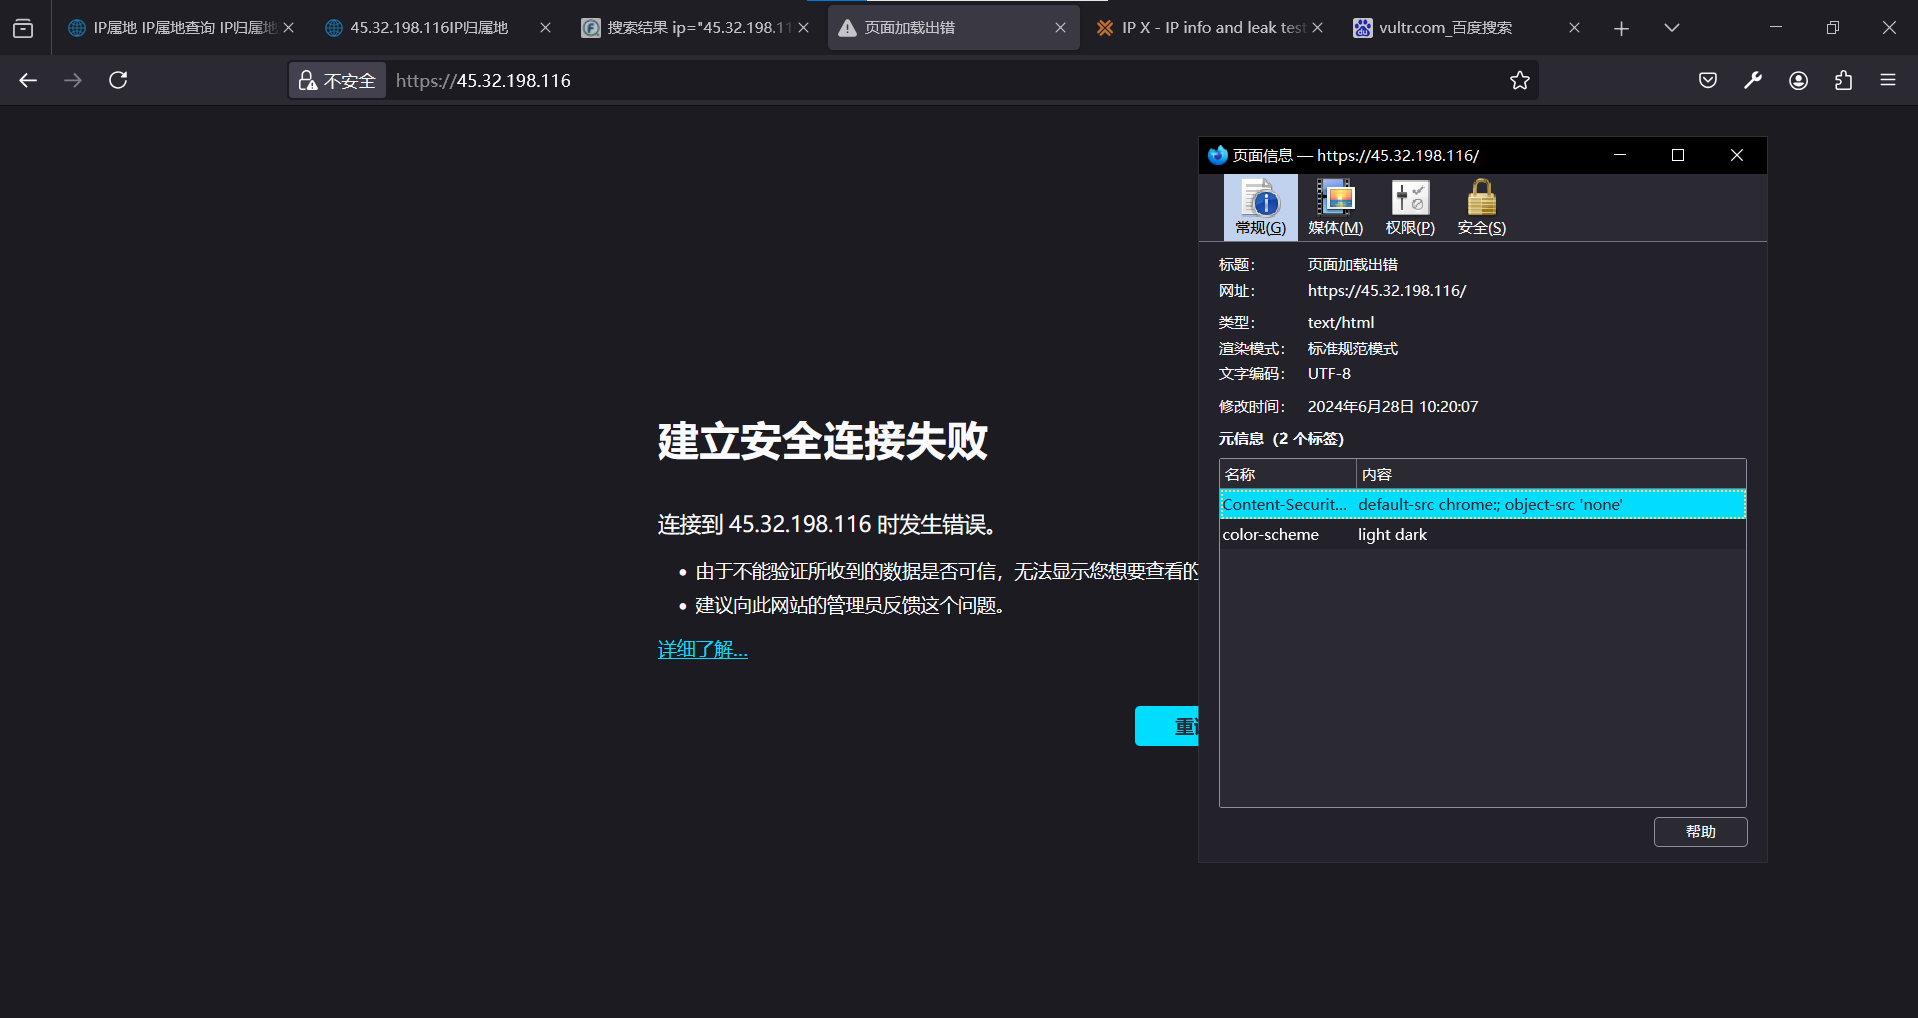 IP属地 IP属地查询 IP归属地
45.32.198.116IP归属地
搜索结果 ip="45.32.198.11
页面加载出错
IP X - IP info and leak test
vultr.com_百度搜索
不安全
https://45.32.198.116
页面信息 — https://45.32.198.116/
常规(G)
媒体(M)
权限(P)
安全(S)
标题： 页面加载出错
网址： https://45.32.198.116/
类型： text/html
渲染模式： 标准规范模式
文字编码： UTF-8
修改时间： 2024年6月28日 10:20:07
元信息（2 个标签）
名称 内容
Content-Securit... default-src chrome:; object-src 'none'
color-scheme light dark
帮助
建立安全连接失败
连接到 45.32.198.116 时发生错误。
• 由于不能验证所收到的数据是否可信，无法显示您想要查看的
• 建议向此网站的管理员反馈这个问题。
详细了解…
重